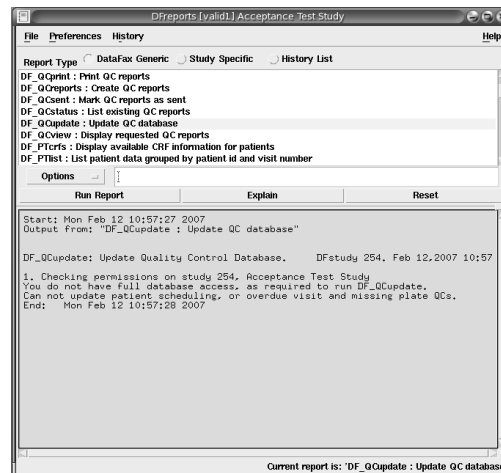 DFreports [valid1] Acceptance Test Study
File Preferences History Help
Report Type DataFax Generic Study Specific History List
DF_QCprint : Print QC reports
DF_QCreports : Create QC reports
DF_QCsent : Mark QC reports as sent
DF_QCstatus : List existing QC reports
DF_QCupdate : Update QC database
DF_QCview : Display requested QC reports
DF_PTcrfs : Display available CRF information for patients
DF_PTlist : List patient data grouped by patient id and visit number
Options
Run Report Explain Reset
Start: Mon Feb 12 10:57:27 2007
Output from: "DF_QCupdate : Update QC database"
DF_QCupdate: Update Quality Control Database. DFstudy 254. Feb 12,2007 10:57
1. Checking permissions on study 254, Acceptance Test Study
You do not have full database access, as required to run DF_QCupdate.
Can not update patient scheduling, or overdue visit and missing plate QCs.
End: Mon Feb 12 10:57:28 2007
Current report is: 'DF_QCupdate : Update QC databas